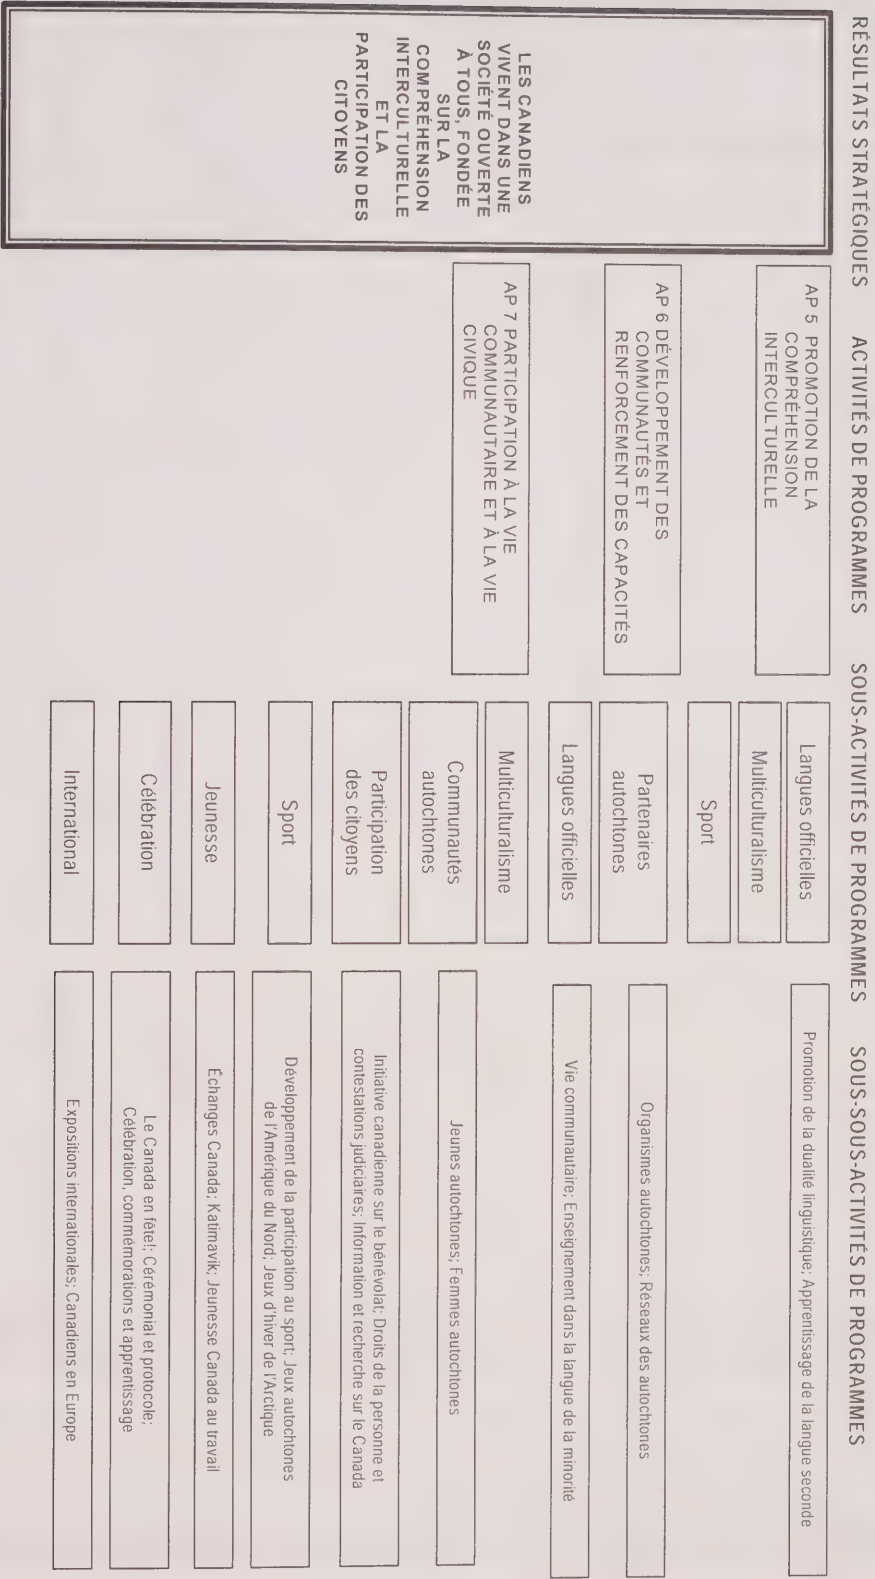 RÉSULTATS STRATÉGIQUES
ACTIVITÉS DE PROGRAMMES
SOUS-ACTIVITÉS DE PROGRAMMES
SOUS-SOUS-ACTIVITÉS DE PROGRAMMES
LES CANADIENS
VIVENT DANS UNE
SOCIÉTÉ OUVERTE
À TOUS, FONDÉE
SUR LA
COMPRÉHENSION
INTERCULTURELLE
ET LA
PARTICIPATION DES
CITOYENS
AP 5 PROMOTION DE LA
COMPRÉHENSION
INTERCULTURELLE
Langues officielles
Promotion de la dualité linguistique; Apprentissage de la langue seconde
Multiculturalisme
Sport
AP 6 DÉVELOPPEMENT DES
COMMUNAUTÉS ET
RENFORCEMENT DES CAPACITÉS
Partenaires
autochtones
Organismes autochtones; Réseaux des autochtones
Langues officielles
Vie communautaire; Enseignement dans la langue de la minorité
AP 7 PARTICIPATION À LA VIE
COMMUNAUTAIRE ET À LA VIE
CIVIQUE
Multiculturalisme
Communautés
autochtones
Jeunes autochtones; Femmes autochtones
Participation
des citoyens
Initiative canadienne sur le bénévolat; Droits de la personne et
contestations judiciaires; Information et recherche sur le Canada
Sport
Développement de la participation au sport; Jeux autochtones
de l'Amérique du Nord; Jeux d'hiver de l'Arctique
Jeunesse
Échanges Canada; Katimavik; Jeunesse Canada au travail
Célébration
Le Canada en fête!; Cérémonial et protocole;
Célébration, commémorations et apprentissage
International
Expositions internationales; Canadiens en Europe